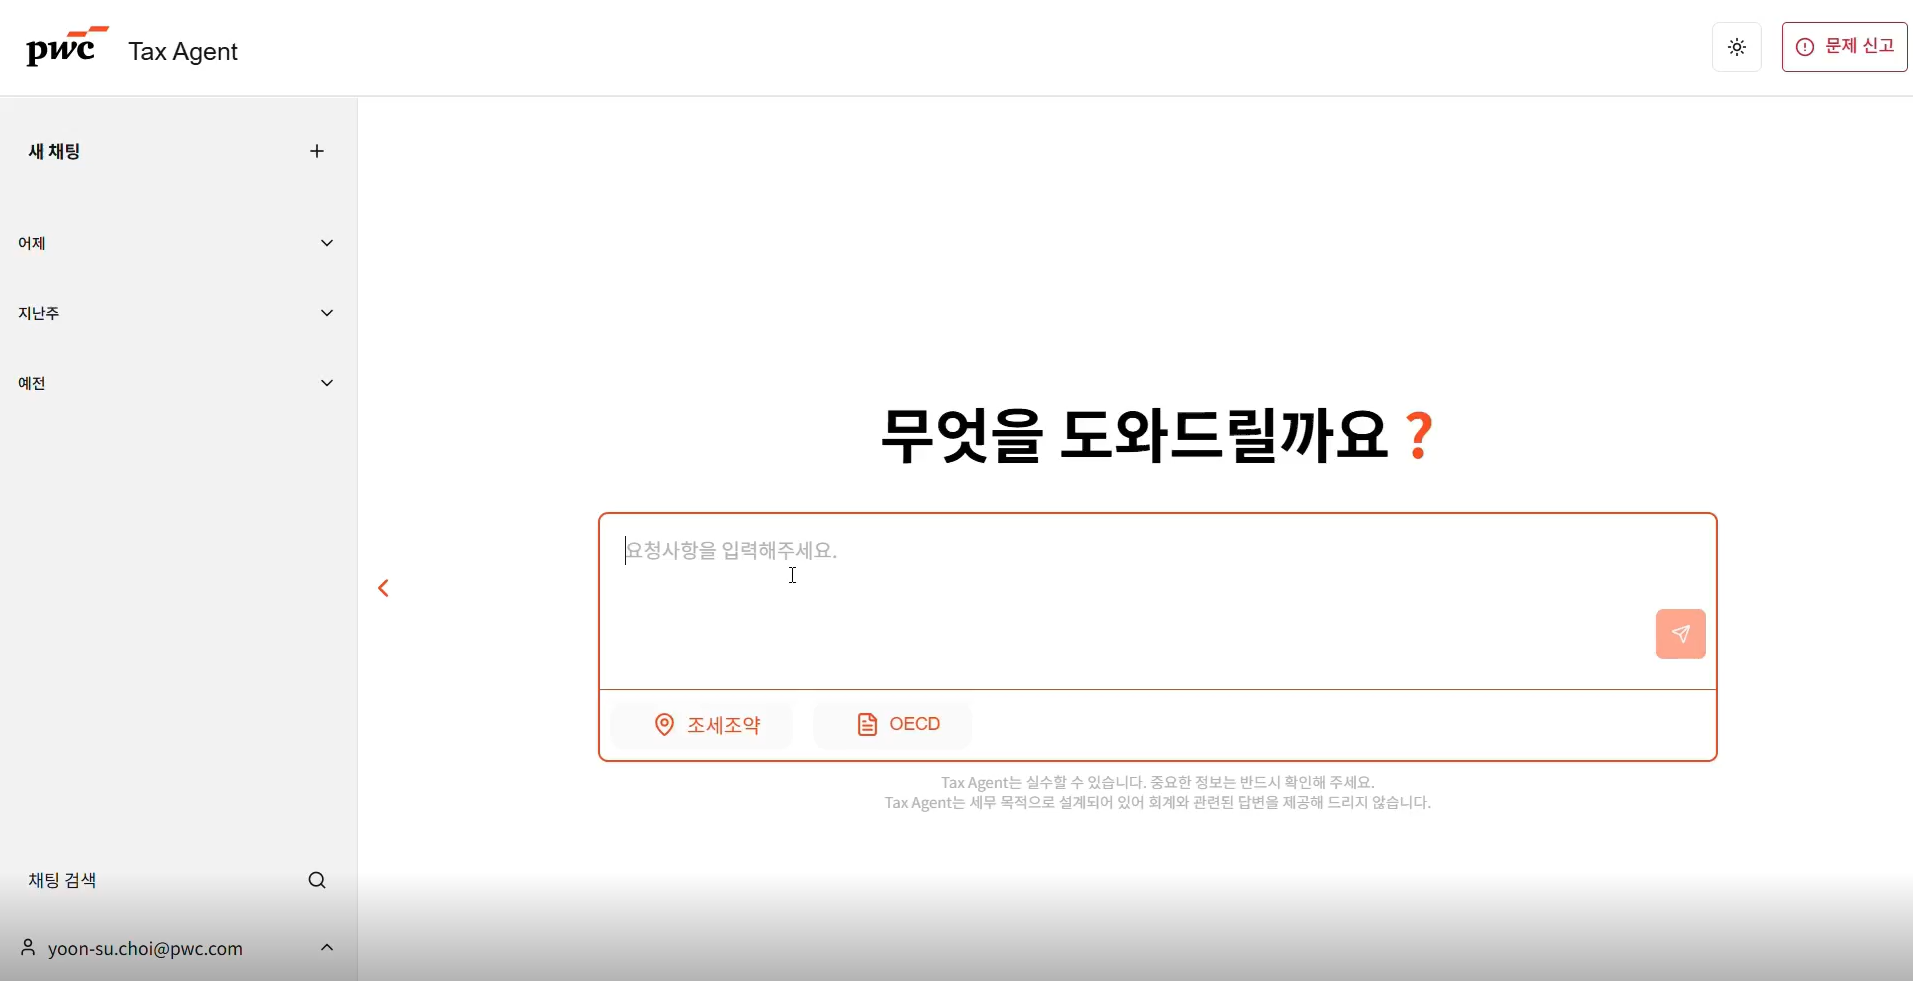 pwc Tax Agent
문제 신고
새 채팅
어제
지난주
예전
무엇을 도와드릴까요?
요청사항을 입력해주세요.
조세조약
OECD
Tax Agent는 실수할 수 있습니다. 중요한 정보는 반드시 확인해 주세요.
Tax Agent는 세무 목적으로 설계되어 있어 회계와 관련된 답변을 제공해 드리지 않습니다.
채팅 검색
yoon-su.choi@pwc.com